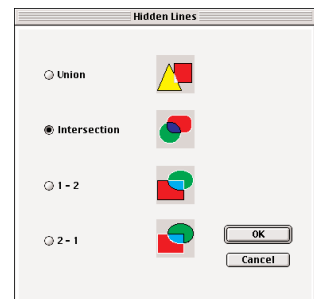 Hidden Lines
Union
Intersection
1 - 2
2 - 1
OK
Cancel